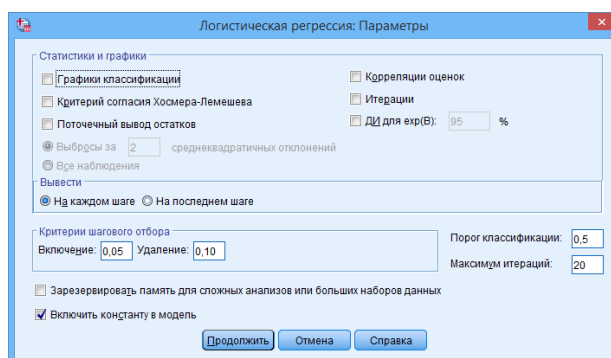 Логистическая регрессия: Параметры
Статистики и графики
Графики классификации
Критерий согласия Хосмера-Лемешева
Поточечный вывод остатков
Выбросы за 2 среднеквадратичных отклонений
Все наблюдения
Корреляции оценок
Итерации
ДИ для exp(B): 95 %
Вывести
На каждом шаге На последнем шаге
Критерии шагового отбора
Включение: 0,05 Удаление: 0,10
Порог классификации: 0,5
Максимум итераций: 20
Зарезервировать память для сложных анализов или больших наборов данных
Включить константу в модель
Продолжить Отмена Справка